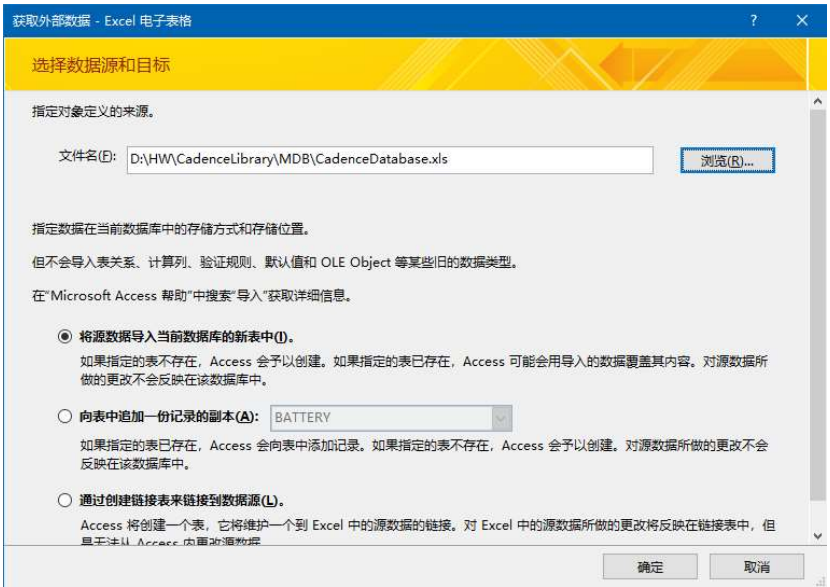 获取外部数据 - Excel 电子表格
选择数据源和目标
指定对象定义的来源。
文件名(F): D:\HW\CadenceLibrary\MDB\CadenceDatabase.xls 浏览(R)...
指定数据在当前数据库中的存储方式和存储位置。
但不会导入表关系、计算列、验证规则、默认值和 OLE Object 等某些旧的数据类型。
在"Microsoft Access 帮助"中搜索"导入"获取详细信息。
将源数据导入当前数据库的新表中(I)。
如果指定的表不存在，Access 会予以创建。如果指定的表已存在，Access 可能会用导入的数据覆盖其内容。对源数据所
做的更改不会反映在该数据库中。
向表中追加一份记录的副本(A): BATTERY
如果指定的表已存在，Access 会向表中添加记录。如果指定的表不存在，Access 会予以创建。对源数据所做的更改不会
反映在该数据库中。
通过创建链接表来链接到数据源(L)。
Access 将创建一个表，它将维护一个到 Excel 中的源数据的链接。对 Excel 中的源数据所做的更改将反映在链接表中，但
是无法从 Access 内更改源数据
确定 取消